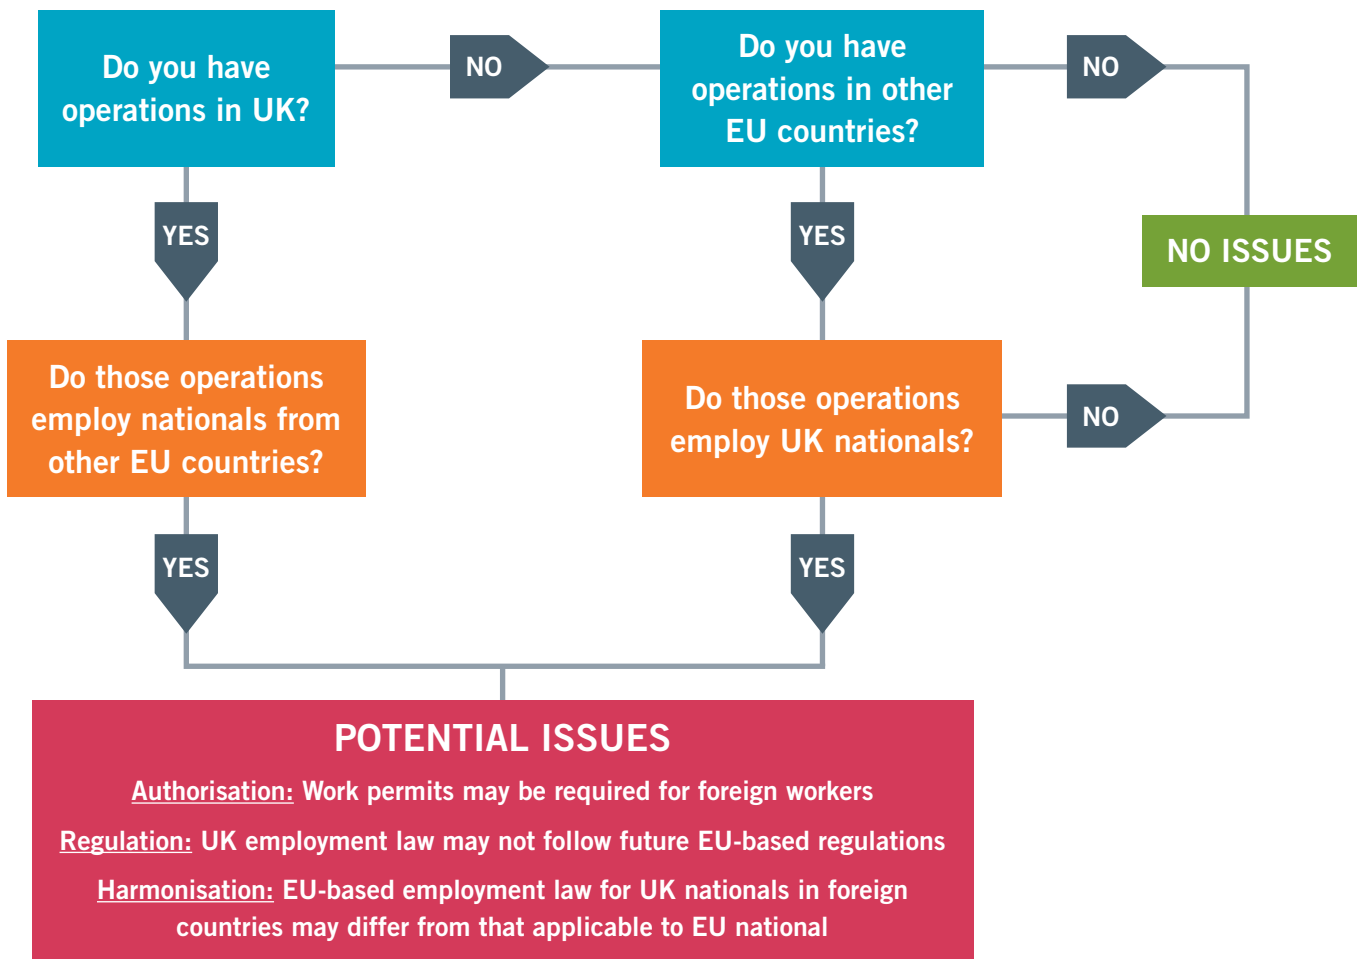 Do you have
operations in UK?
NO
Do you have
operations in other
EU countries?
NO
YES
YES
NO ISSUES
Do those operations
employ nationals from
other EU countries?
Do those operations
employ UK nationals?
NO
YES
YES
POTENTIAL ISSUES
Authorisation: Work permits may be required for foreign workers
Regulation: UK employment law may not follow future EU-based regulations
Harmonisation: EU-based employment law for UK nationals in foreign
countries may differ from that applicable to EU national